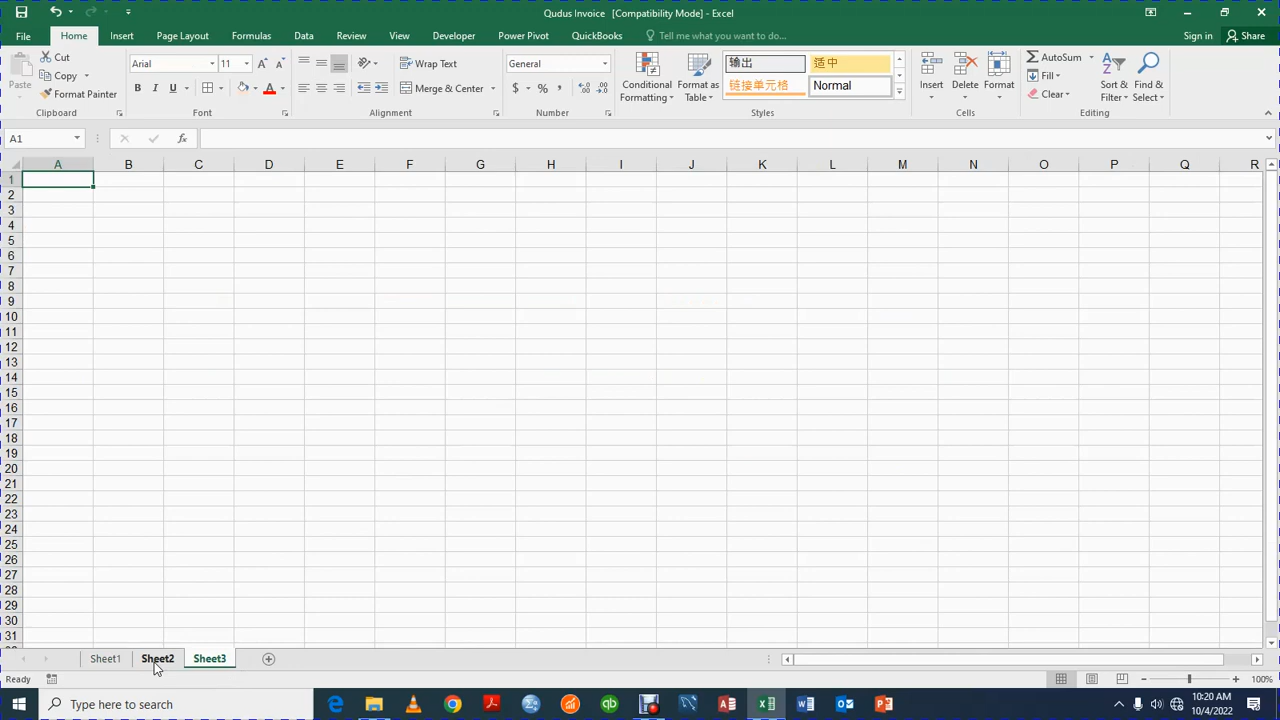 Qudus Invoice [Compatibility Mode] - Excel
File Home Insert Page Layout Formulas Data Review View Developer Power Pivot QuickBooks Tell me what you want to do... Sign in Share
Paste
Cut
Copy
Format Painter
Clipboard
Arial 11 A A
B I U A
Font
Wrap Text
Merge & Center
Alignment
General
$ % ,
Number
Conditional
Formatting
Format as
Table
输出 适中
链接单元格 Normal
Styles
Insert Delete Format
Cells
AutoSum
Fill
Clear
Sort &
Filter
Find &
Select
Editing
A1 fx
A B C D E F G H I J K L M N O P Q R
1
2
3
4
5
6
7
8
9
10
11
12
13
14
15
16
17
18
19
20
21
22
23
24
25
26
27
28
29
30
31
Sheet1 Sheet2 Sheet3
Ready 100%
Type here to search
10:20 AM
10/4/2022